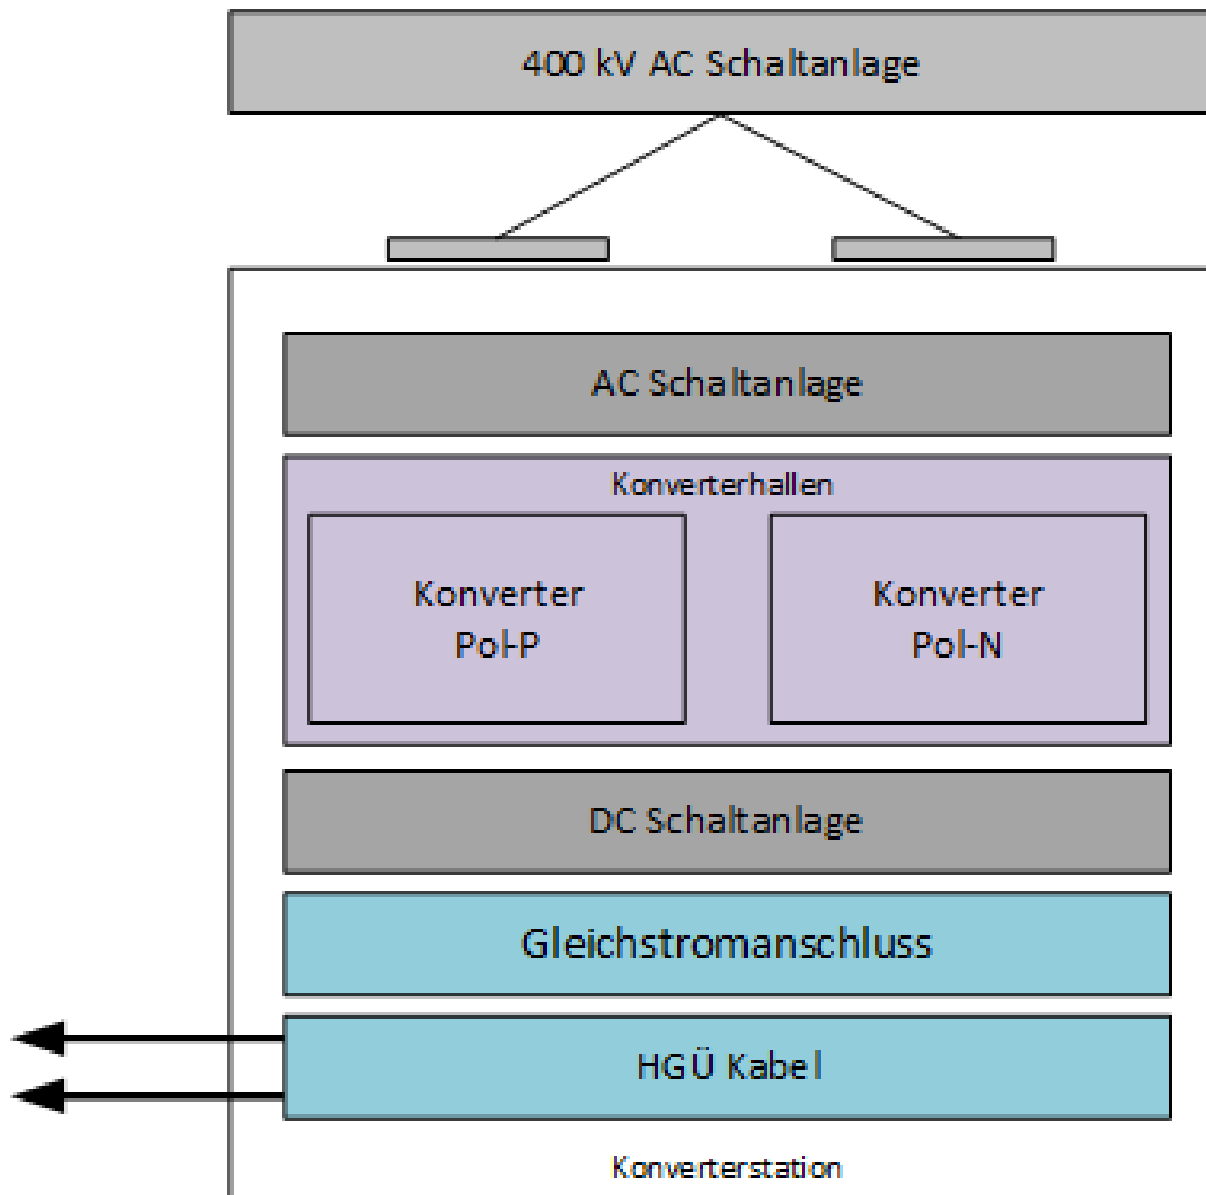 400 kV AC Schaltanlage
AC Schaltanlage
Konverterhallen
Konverter
Pol-P
Konverter
Pol-N
DC Schaltanlage
Gleichstromanschluss
HGÜ Kabel
Konverterstation